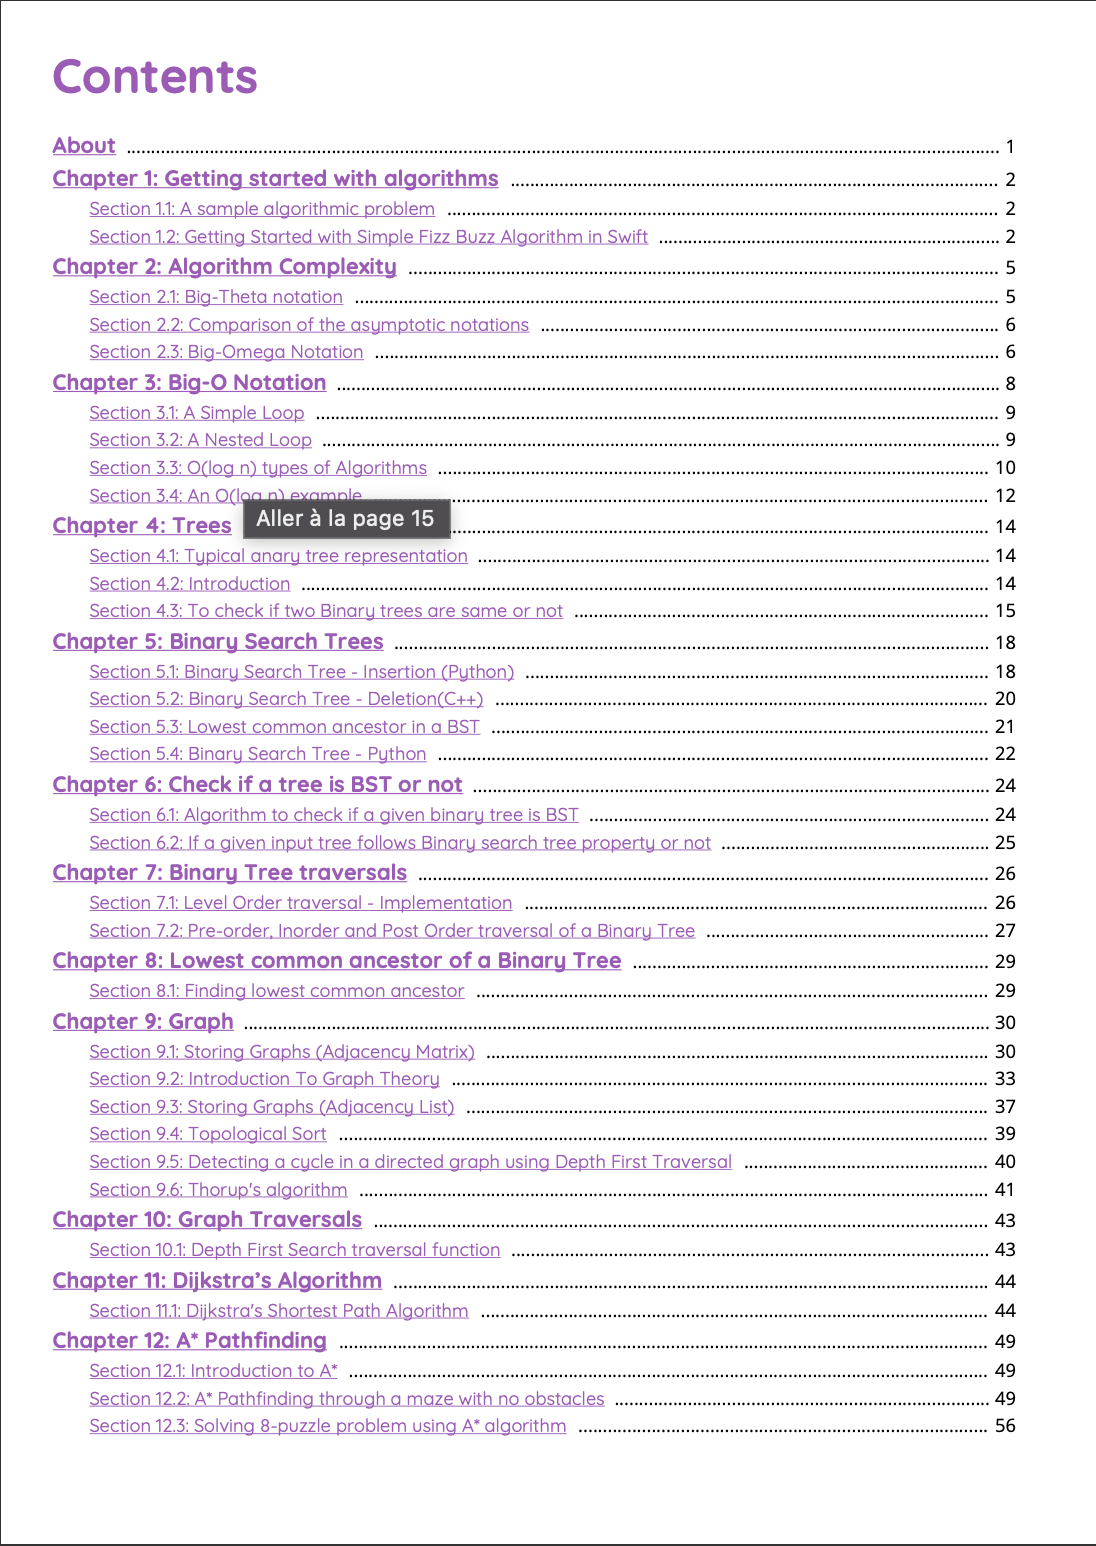 Contents
About ........ 1
Chapter 1: Getting started with algorithms ........ 2
Section 1.1: A sample algorithmic problem ........ 2
Section 1.2: Getting Started with Simple Fizz Buzz Algorithm in Swift ........ 2
Chapter 2: Algorithm Complexity ........ 5
Section 2.1: Big-Theta notation ........ 5
Section 2.2: Comparison of the asymptotic notations ........ 6
Section 2.3: Big-Omega Notation ........ 6
Chapter 3: Big-O Notation ........ 8
Section 3.1: A Simple Loop ........ 9
Section 3.2: A Nested Loop ........ 9
Section 3.3: O(log n) types of Algorithms ........ 10
Section 3.4: An O(log n) example ........ 12
Aller à la page 15
Chapter 4: Trees ........ 14
Section 4.1: Typical anary tree representation ........ 14
Section 4.2: Introduction ........ 14
Section 4.3: To check if two Binary trees are same or not ........ 15
Chapter 5: Binary Search Trees ........ 18
Section 5.1: Binary Search Tree - Insertion (Python) ........ 18
Section 5.2: Binary Search Tree - Deletion(C++) ........ 20
Section 5.3: Lowest common ancestor in a BST ........ 21
Section 5.4: Binary Search Tree - Python ........ 22
Chapter 6: Check if a tree is BST or not ........ 24
Section 6.1: Algorithm to check if a given binary tree is BST ........ 24
Section 6.2: If a given input tree follows Binary search tree property or not ........ 25
Chapter 7: Binary Tree traversals ........ 26
Section 7.1: Level Order traversal - Implementation ........ 26
Section 7.2: Pre-order, Inorder and Post Order traversal of a Binary Tree ........ 27
Chapter 8: Lowest common ancestor of a Binary Tree ........ 29
Section 8.1: Finding lowest common ancestor ........ 29
Chapter 9: Graph ........ 30
Section 9.1: Storing Graphs (Adjacency Matrix) ........ 30
Section 9.2: Introduction To Graph Theory ........ 33
Section 9.3: Storing Graphs (Adjacency List) ........ 37
Section 9.4: Topological Sort ........ 39
Section 9.5: Detecting a cycle in a directed graph using Depth First Traversal ........ 40
Section 9.6: Thorup's algorithm ........ 41
Chapter 10: Graph Traversals ........ 43
Section 10.1: Depth First Search traversal function ........ 43
Chapter 11: Dijkstra’s Algorithm ........ 44
Section 11.1: Dijkstra's Shortest Path Algorithm ........ 44
Chapter 12: A* Pathfinding ........ 49
Section 12.1: Introduction to A* ........ 49
Section 12.2: A* Pathfinding through a maze with no obstacles ........ 49
Section 12.3: Solving 8-puzzle problem using A* algorithm ........ 56